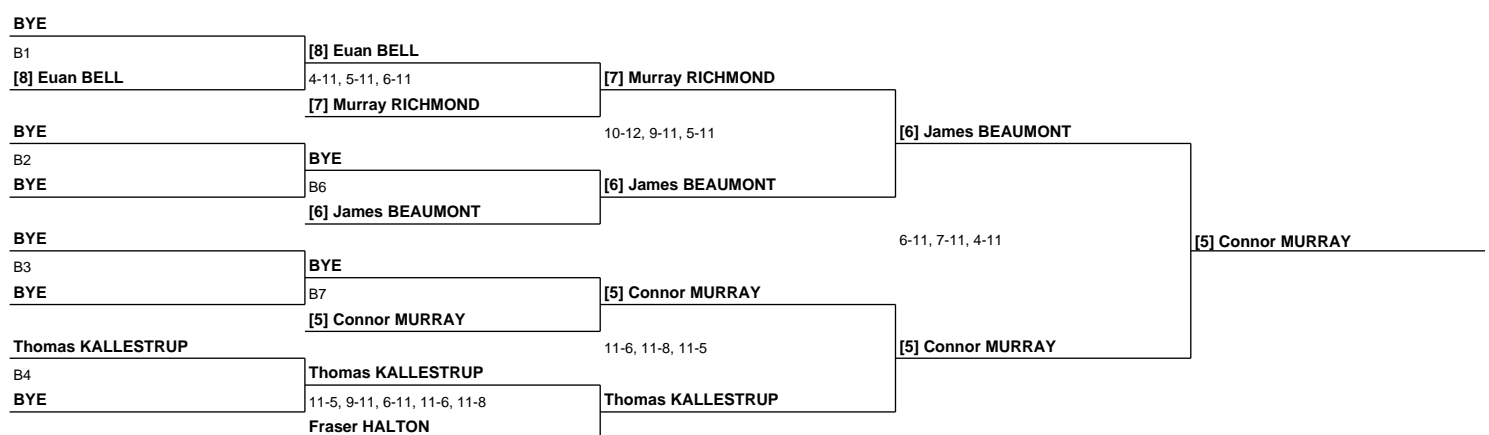 BYE
B1
[8] Euan BELL
BYE
B2
BYE
BYE
B3
BYE
Thomas KALLESTRUP
B4
BYE
[8] Euan BELL
4-11, 5-11, 6-11
[7] Murray RICHMOND
BYE
B6
[6] James BEAUMONT
BYE
B7
[5] Connor MURRAY
Thomas KALLESTRUP
11-5, 9-11, 6-11, 11-6, 11-8
Fraser HALTON
[7] Murray RICHMOND
10-12, 9-11, 5-11
[6] James BEAUMONT
[5] Connor MURRAY
11-6, 11-8, 11-5
Thomas KALLESTRUP
[6] James BEAUMONT
6-11, 7-11, 4-11
[5] Connor MURRAY
[5] Connor MURRAY